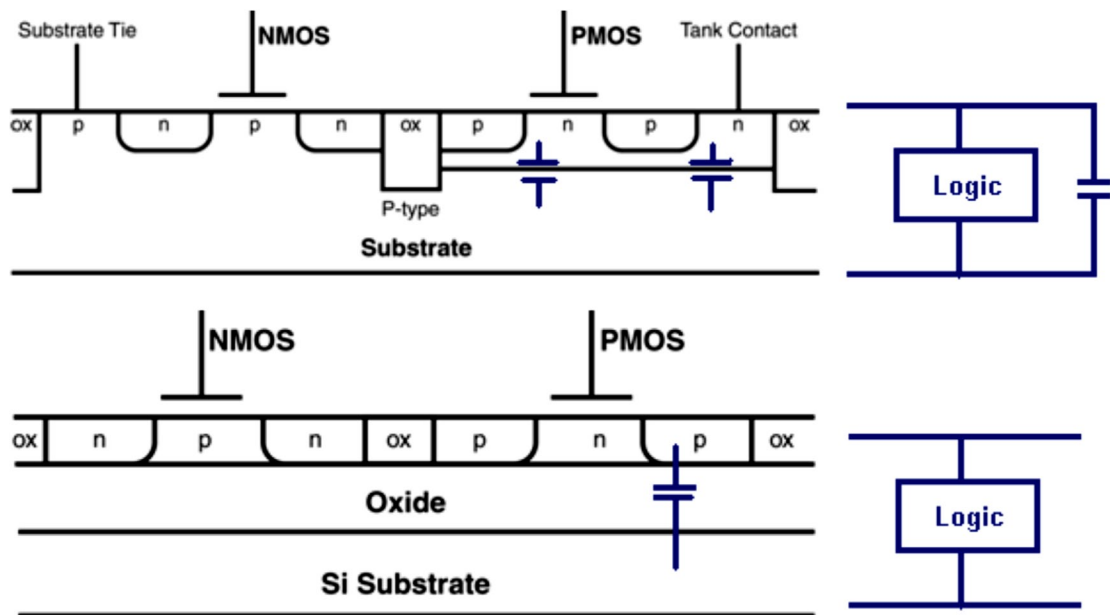 Substrate Tie
NMOS
PMOS
Tank Contact
ox p n p n ox p n p n ox
P-type
Substrate
Logic
NMOS
PMOS
ox n p n ox p n p ox
Oxide
Si Substrate
Logic